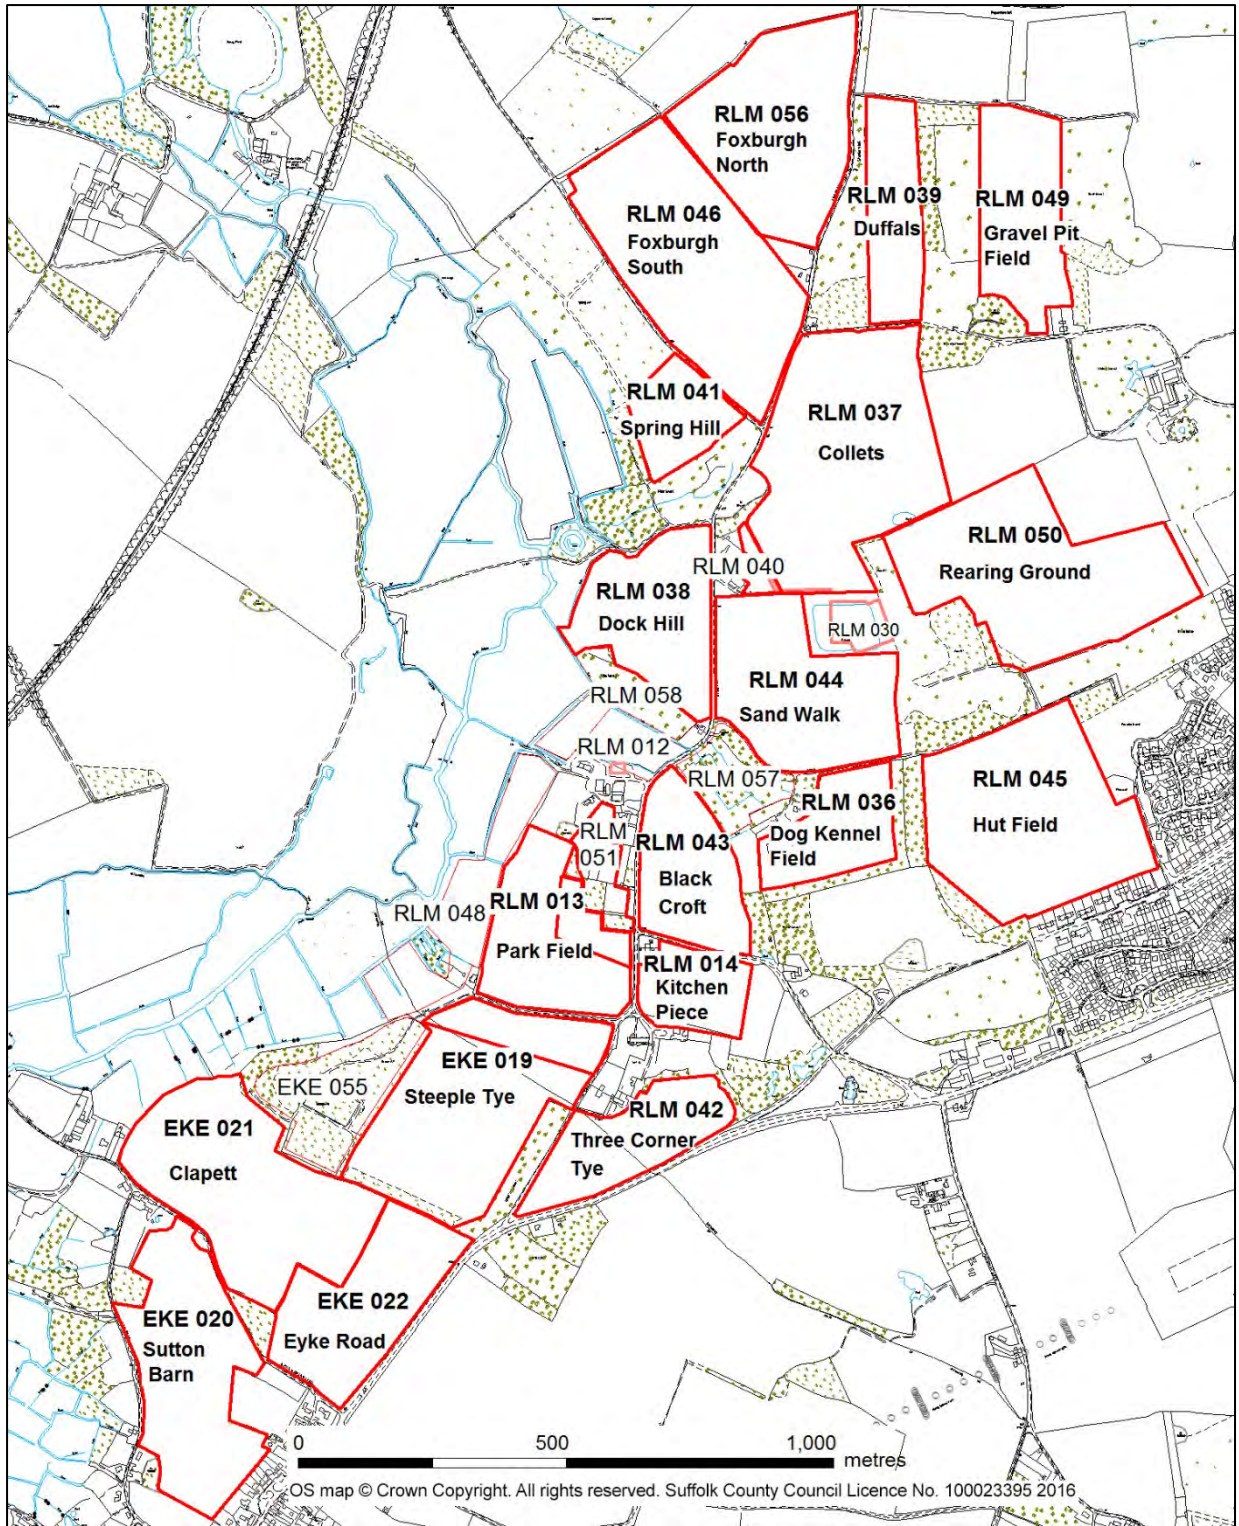 RLM 056
Foxburgh
North
RLM 039
Duffals
RLM 049
Gravel Pit
Field
RLM 046
Foxburgh
South
RLM 041
Spring Hill
RLM 037
Collets
RLM 050
Rearing Ground
RLM 040
RLM 038
Dock Hill
RLM 030
RLM 044
Sand Walk
RLM 058
RLM 012
RLM 057
RLM 036
Dog Kennel
Field
RLM 045
Hut Field
RLM
051
RLM 043
Black
Croft
RLM 048
RLM 013
Park Field
RLM 014
Kitchen
Piece
EKE 019
Steeple Tye
EKE 055
RLM 042
Three Corner
Tye
EKE 021
Clapett
EKE 022
Eyke Road
EKE 020
Sutton
Barn
0 500 1,000
metres
OS map © Crown Copyright. All rights reserved. Suffolk County Council Licence No. 100023395 2016